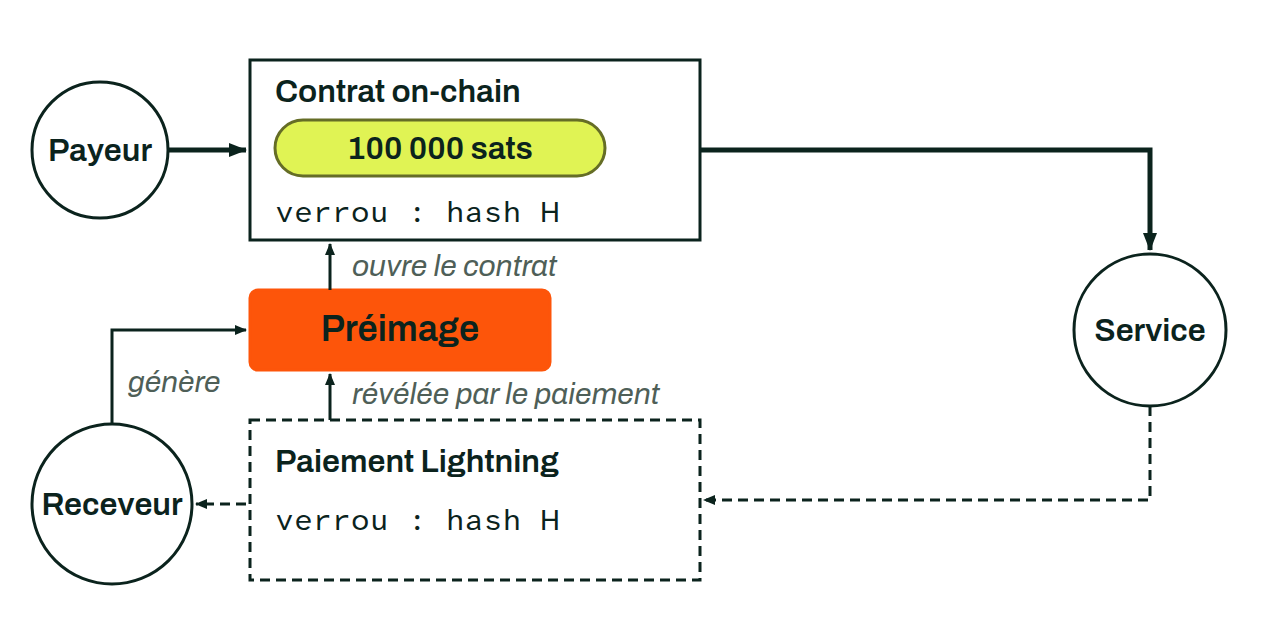 Contrat on-chain
Payeur
100 000 sats
verrou : hash H
ouvre le contrat
Préimage
Service
génère
révélée par le paiement
Paiement Lightning
Receveur
verrou : hash H